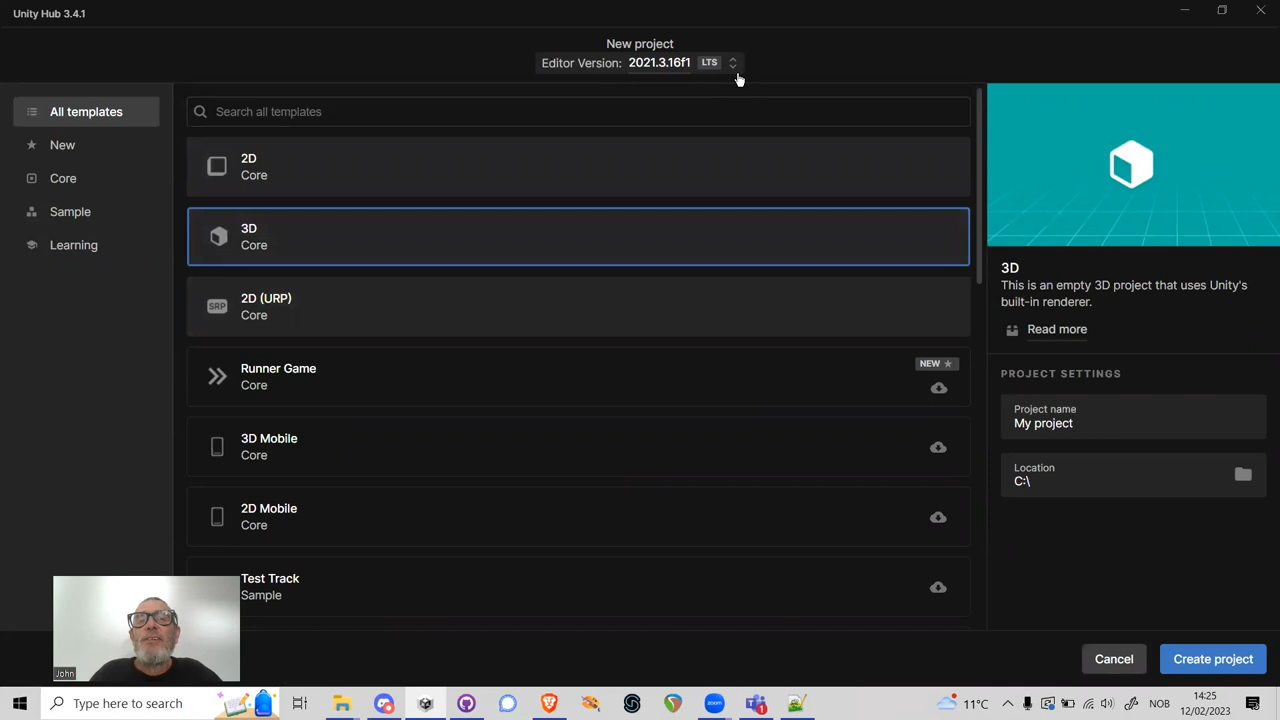 Unity Hub 3.4.1
New project
Editor Version: 2021.3.16f1 LTS
All templates
New
Core
Sample
Learning
Search all templates
2D
Core
3D
Core
SRP
2D (URP)
Core
Runner Game
Core
NEW
3D Mobile
Core
2D Mobile
Core
Test Track
Sample
3D
This is an empty 3D project that uses Unity's
built-in renderer.
Read more
PROJECT SETTINGS
Project name
My project
Location
C:\
Cancel
Create project
John
Type here to search
zoom
1
11°C
NOB
14:25
12/02/2023